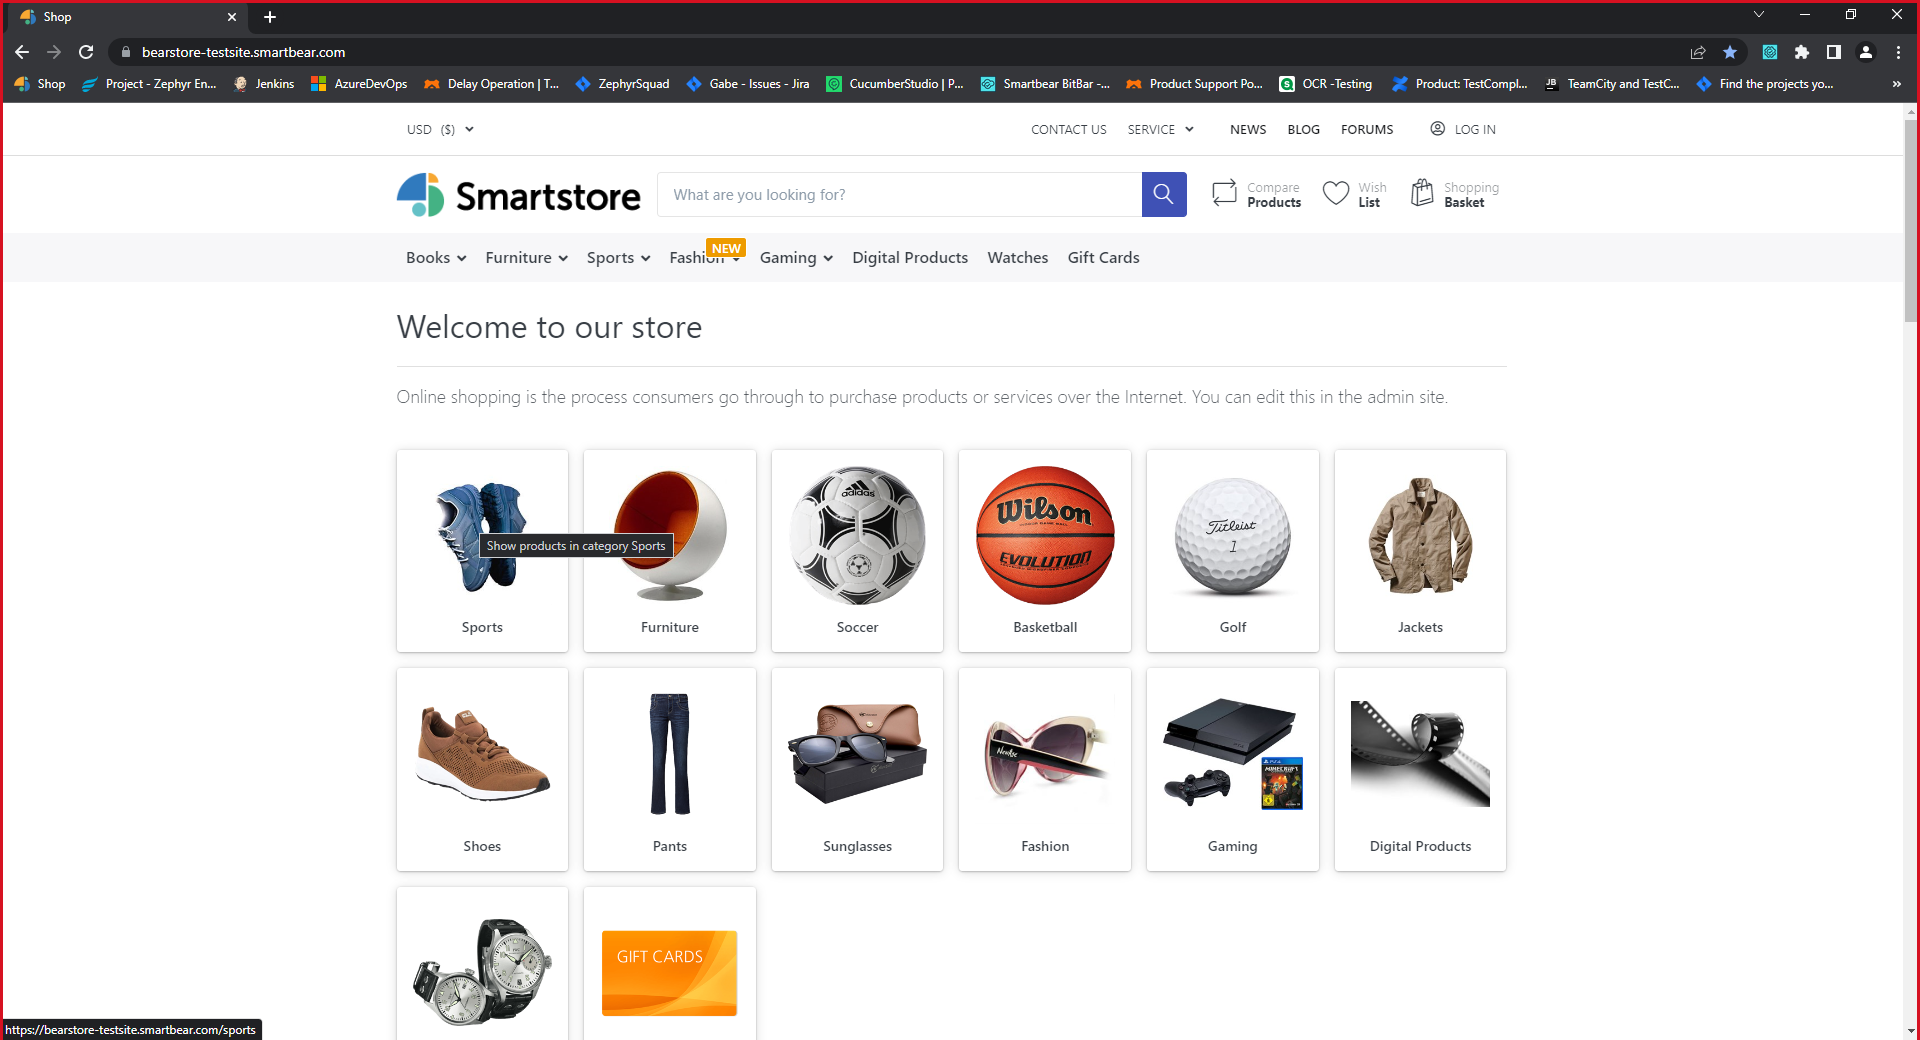 Shop
bearstore-testsite.smartbear.com
Shop
Project - Zephyr En...
Jenkins
AzureDevOps
Delay Operation | T...
ZephyrSquad
Gabe - Issues - Jira
CucumberStudio | P...
Smartbear BitBar -...
Product Support Po...
OCR -Testing
Product: TestCompl...
TeamCity and TestC...
Find the projects yo...
»
USD ($)
CONTACT US
SERVICE
NEWS
BLOG
FORUMS
LOG IN
Smartstore
What are you looking for?
Compare
Products
Wish
List
Shopping
Basket
Books
Furniture
Sports
Fashion
NEW
Gaming
Digital Products
Watches
Gift Cards
Welcome to our store
Online shopping is the process consumers go through to purchase products or services over the Internet. You can edit this in the admin site.
adidas
Wilson
EVOLUTION
Titleist
1
Show products in category Sports
Sports
Furniture
Soccer
Basketball
Golf
Jackets
MINECRAFT
Shoes
Pants
Sunglasses
Fashion
Gaming
Digital Products
GIFT CARDS
https://bearstore-testsite.smartbear.com/sports